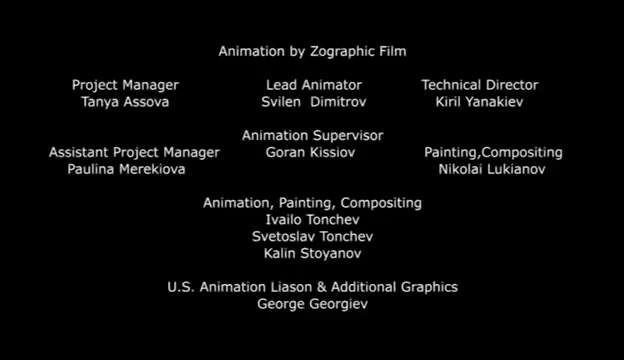 Animation by Zographic Film
Project Manager
Tanya Assova
Lead Animator
Svilen Dimitrov
Technical Director
Kiril Yanakiev
Animation Supervisor
Goran Kissiov
Assistant Project Manager
Paulina Merekiova
Painting,Compositing
Nikolai Lukianov
Animation, Painting, Compositing
Ivailo Tonchev
Svetoslav Tonchev
Kalin Stoyanov
U.S. Animation Liason & Additional Graphics
George Georgiev